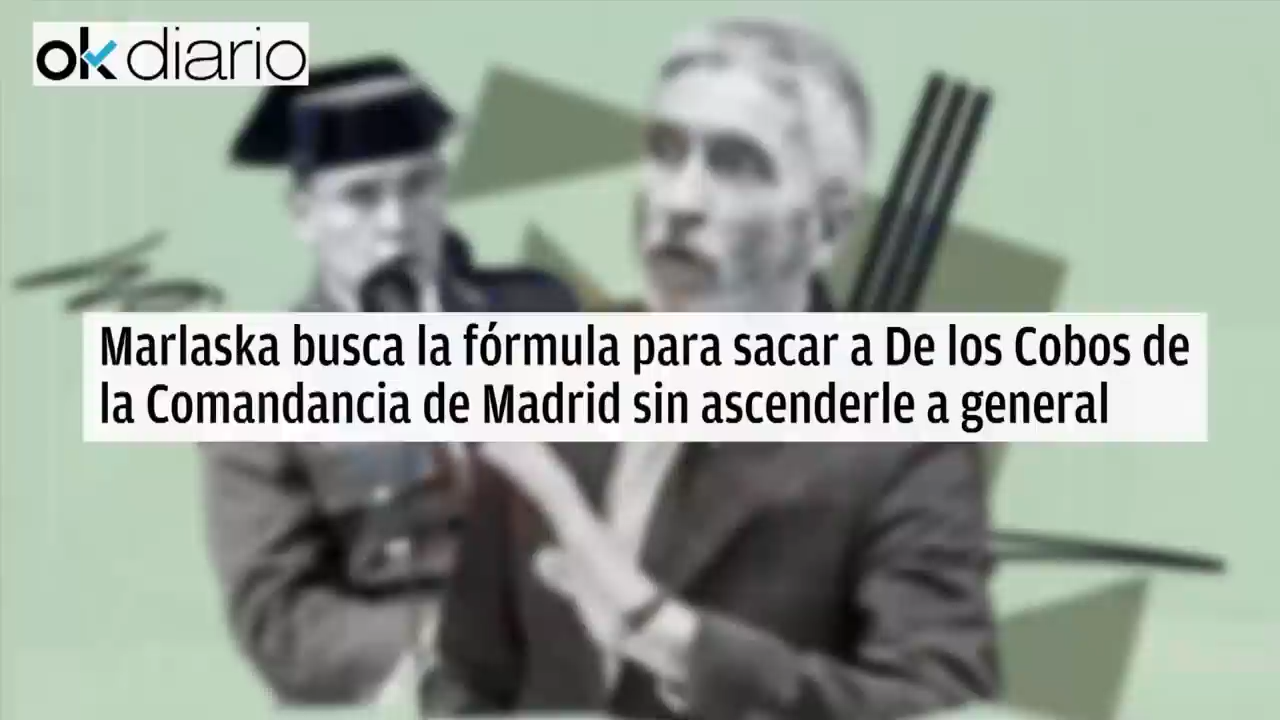 okdiario
Marlaska busca la fórmula para sacar a De los Cobos de
la Comandancia de Madrid sin ascenderle a general